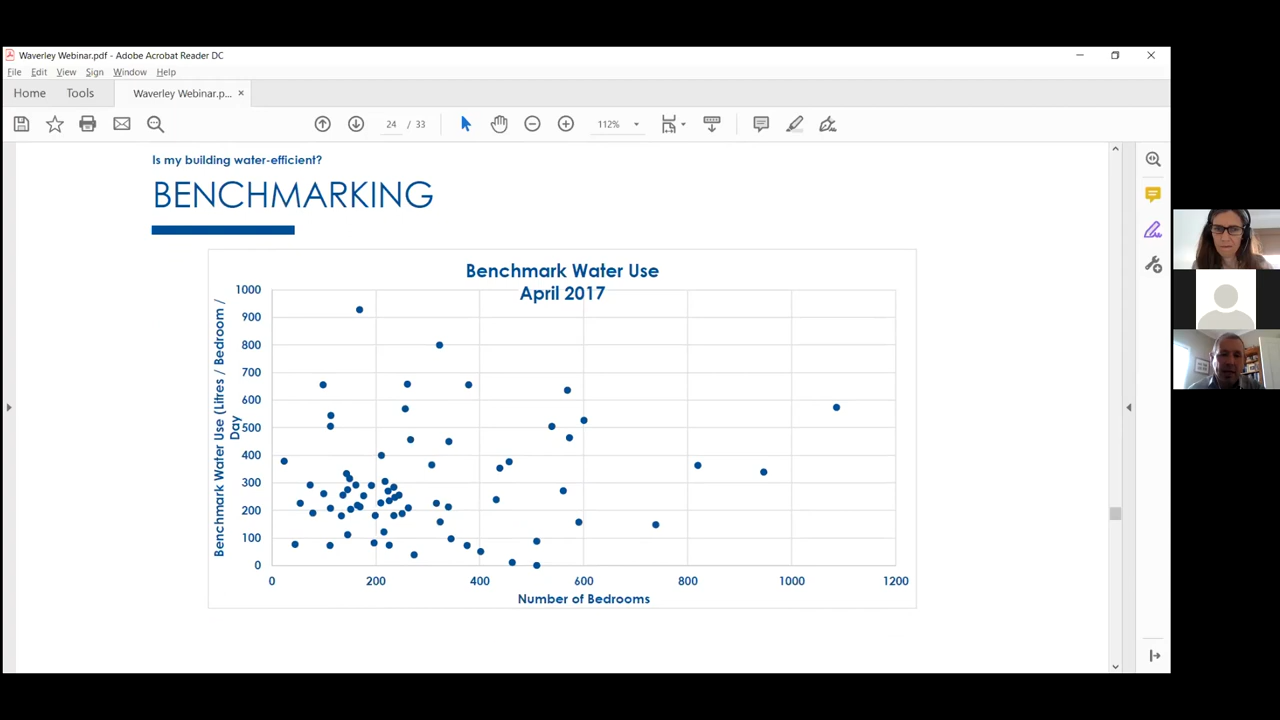 Waverley Webinar.pdf - Adobe Acrobat Reader DC
File Edit View Sign Window Help
Home Tools Waverley Webinar.p... ×
24 / 33 112%
Is my building water-efficient?
BENCHMARKING
Benchmark Water Use
April 2017
Benchmark Water Use (Litres / Bedroom /
Day
1000
900
800
700
600
500
400
300
200
100
0
0 200 400 600 800 1000 1200
Number of Bedrooms